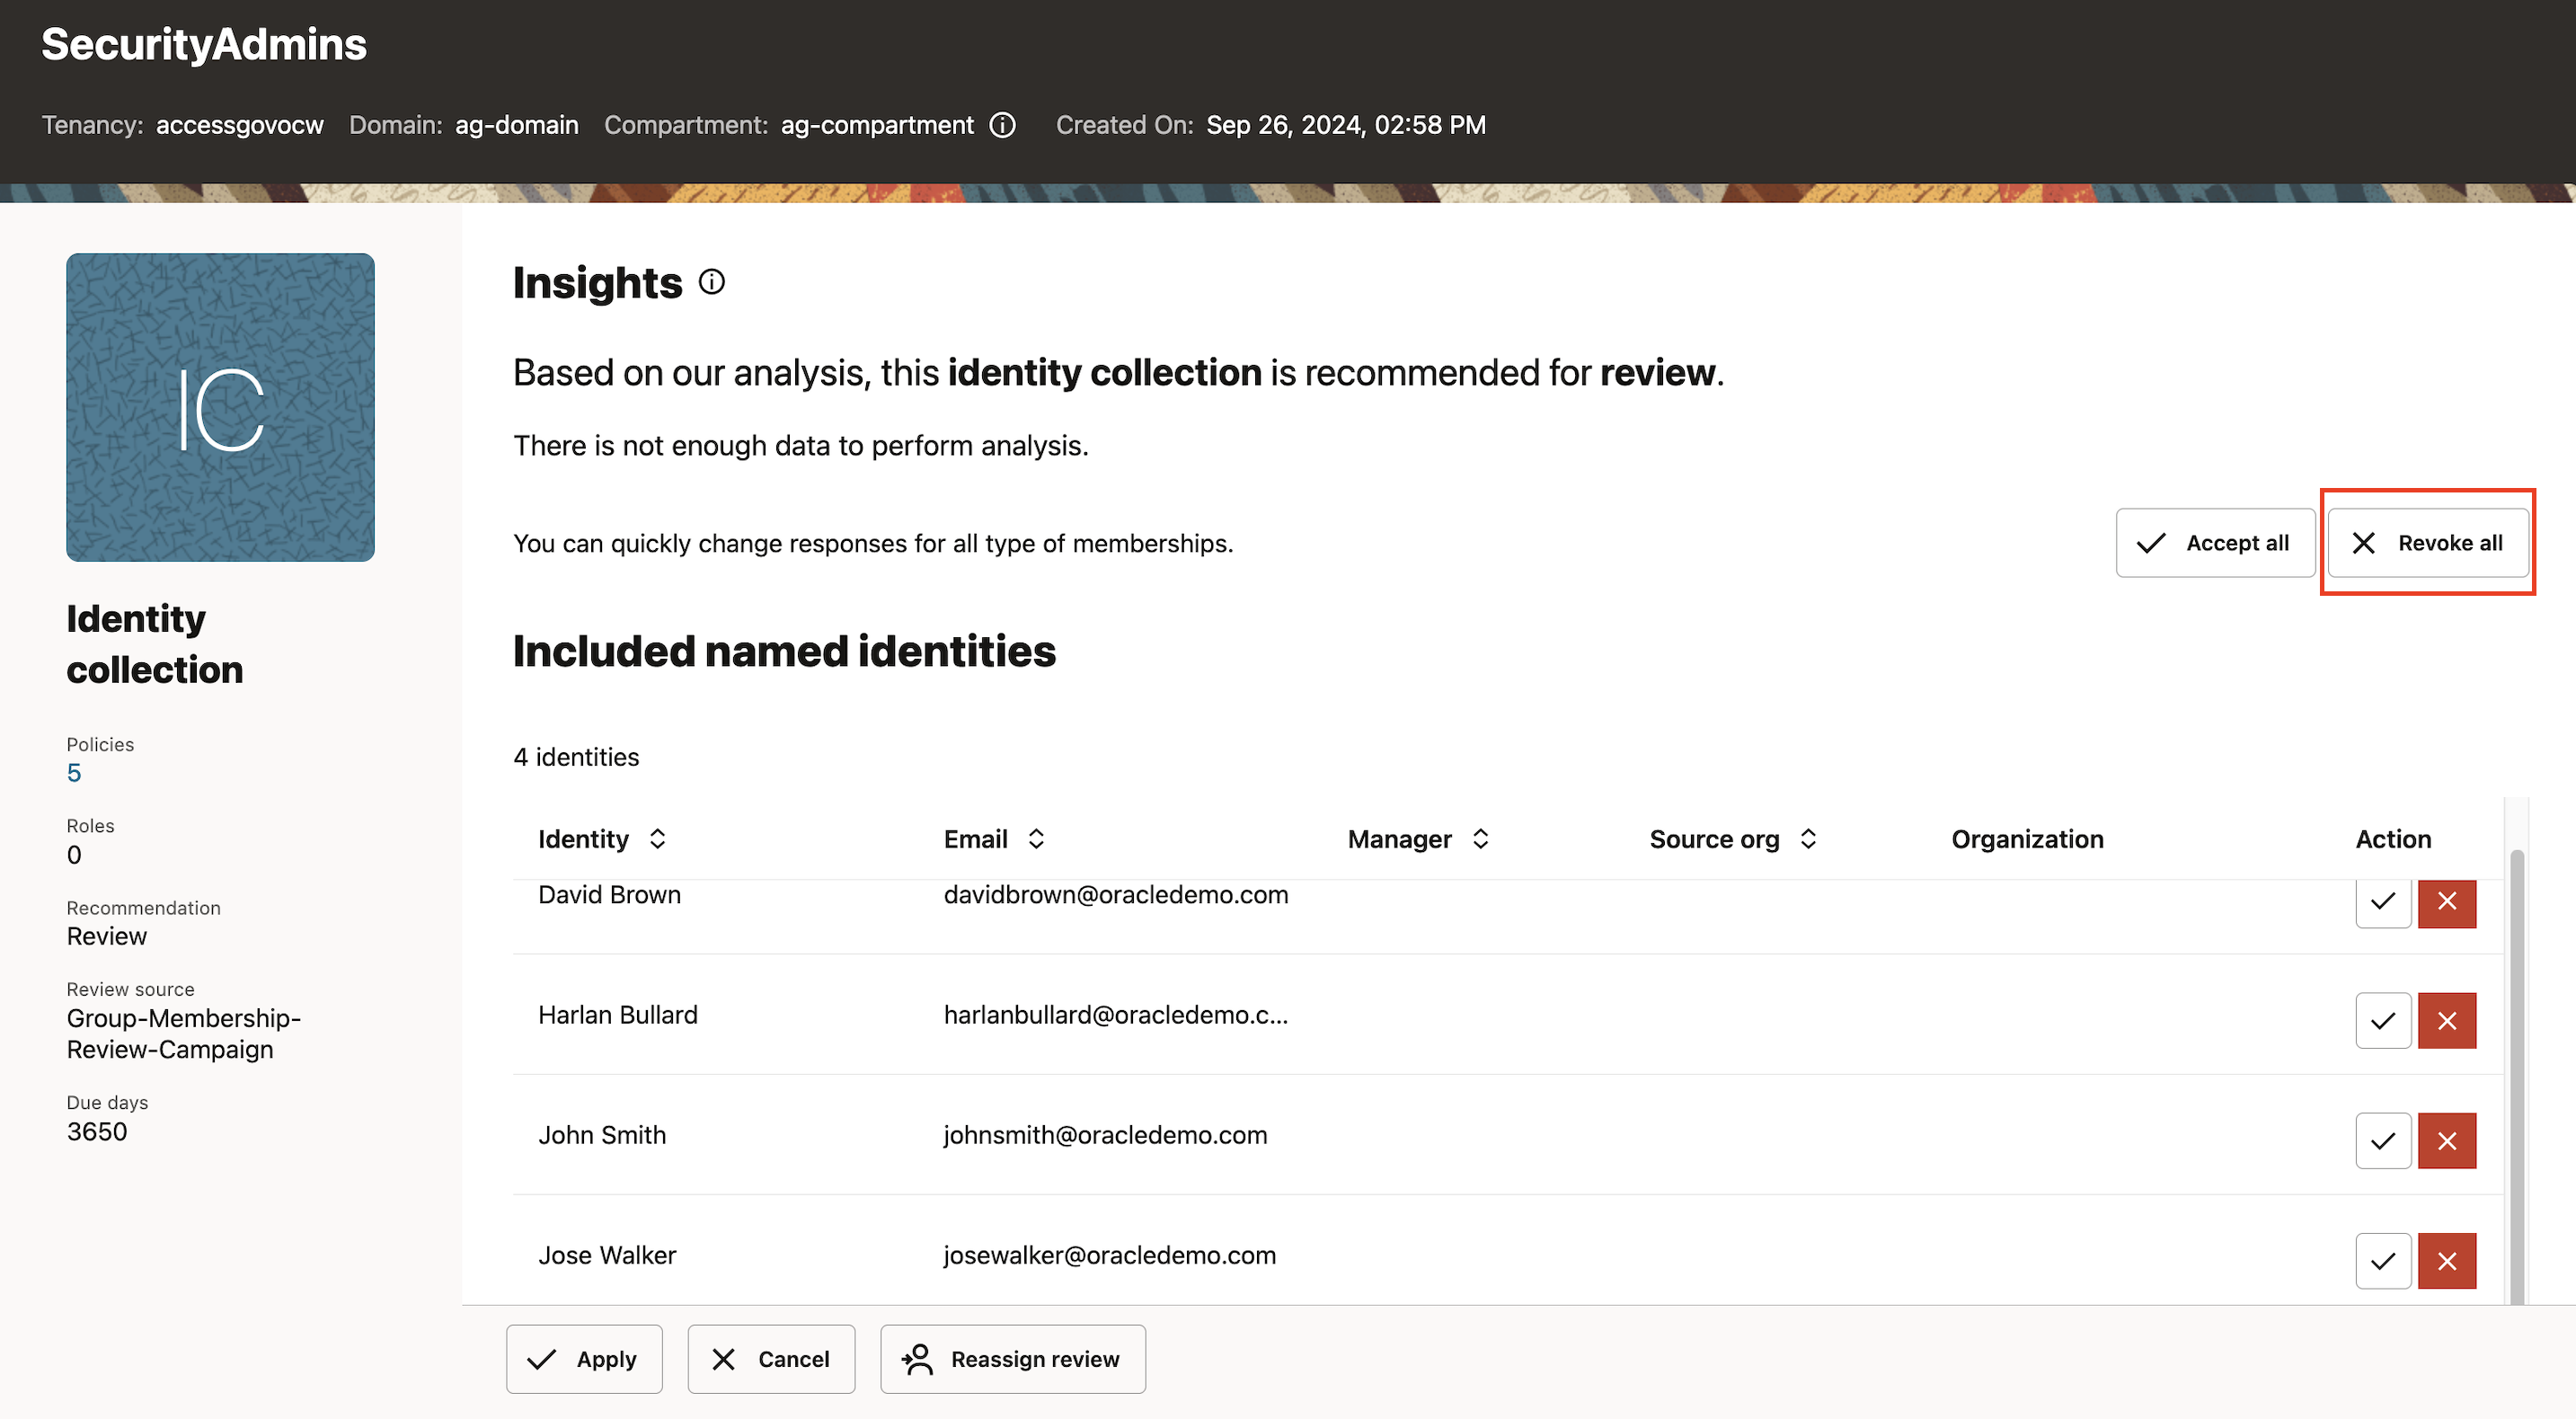 SecurityAdmins
Tenancy: accessgovocw Domain: ag-domain Compartment: ag-compartment Created On: Sep 26, 2024, 02:58 PM
IC
Identity
collection
Policies
5
Roles
0
Recommendation
Review
Review source
Group-Membership-
Review-Campaign
Due days
3650
Insights
Based on our analysis, this identity collection is recommended for review.
There is not enough data to perform analysis.
You can quickly change responses for all type of memberships.
Accept all
Revoke all
Included named identities
4 identities
Identity Email Manager Source org Organization Action
David Brown davidbrown@oracledemo.com
Harlan Bullard harlanbullard@oracledemo.c...
John Smith johnsmith@oracledemo.com
Jose Walker josewalker@oracledemo.com
Apply Cancel Reassign review